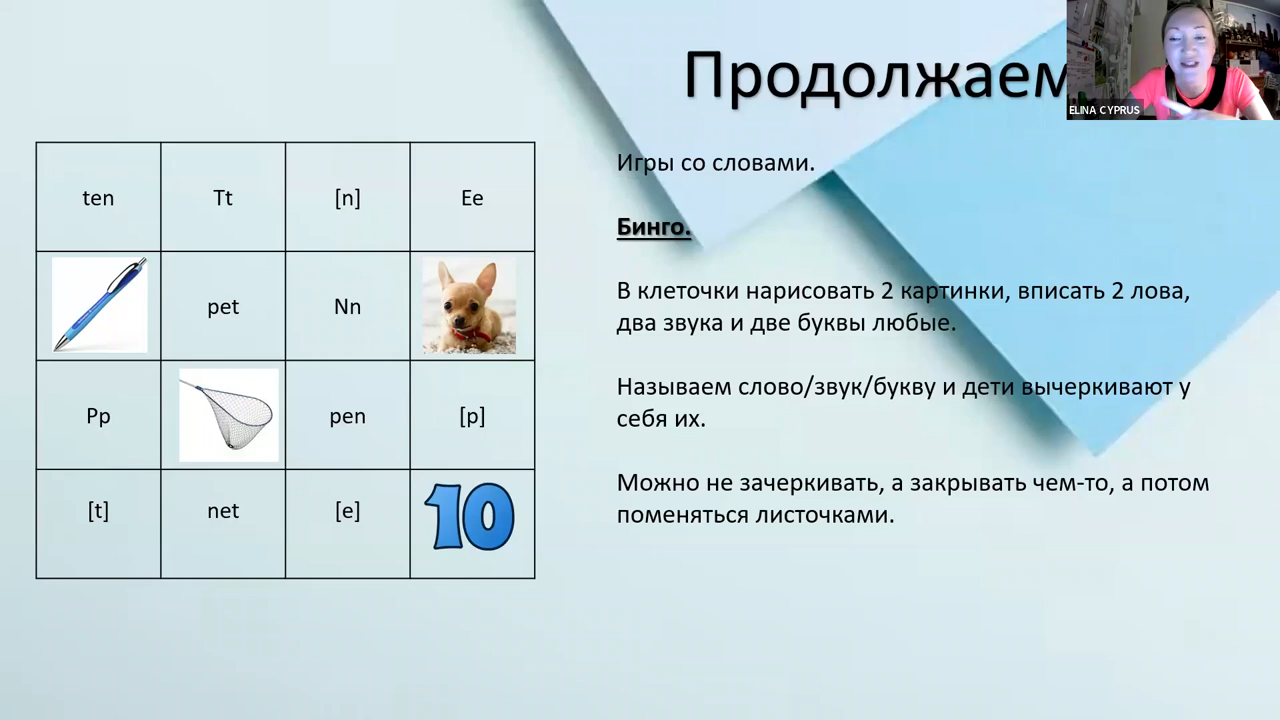 Продолжаем
ELINA CYPRUS
ten Tt [n] Ee
pet Nn
Pp pen [p]
[t] net [e] 10
Игры со словами.
Бинго.
В клеточки нарисовать 2 картинки, вписать 2 лова,
два звука и две буквы любые.
Называем слово/звук/букву и дети вычеркивают у
себя их.
Можно не зачеркивать, а закрывать чем-то, а потом
поменяться листочками.